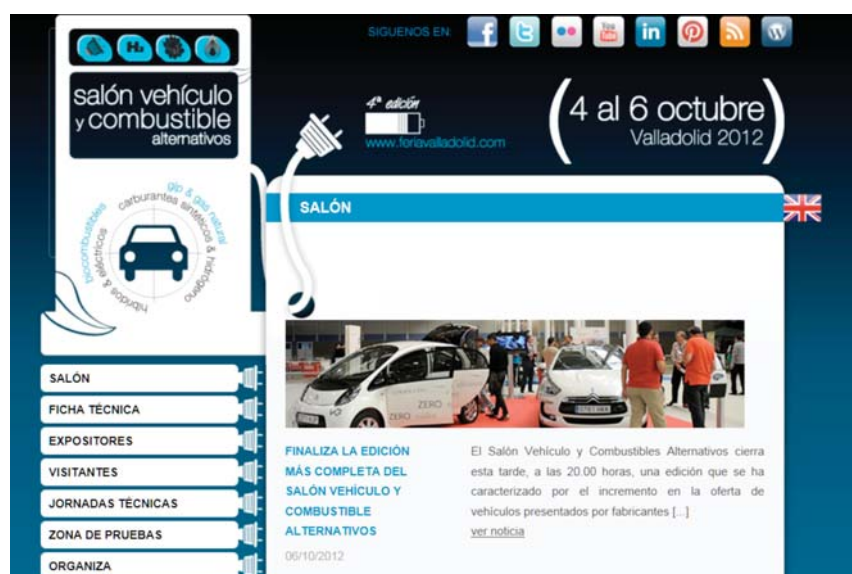 SIGUENOS EN:
salón vehículo
y combustible
alternativos
4ª edición
www.feriavalladolid.com
4 al 6 octubre
Valladolid 2012
glp & gas natural
carburantes sintéticos & hidrógeno
biocombustibles
híbridos & eléctricos
SALÓN
SALÓN
FICHA TÉCNICA
EXPOSITORES
VISITANTES
JORNADAS TÉCNICAS
ZONA DE PRUEBAS
ORGANIZA
ZERO
ZERO
FINALIZA LA EDICIÓN
MÁS COMPLETA DEL
SALÓN VEHÍCULO Y
COMBUSTIBLE
ALTERNATIVOS
06/10/2012
El Salón Vehículo y Combustibles Alternativos cierra
esta tarde, a las 20.00 horas, una edición que se ha
caracterizado por el incremento en la oferta de
vehículos presentados por fabricantes [...]
ver noticia